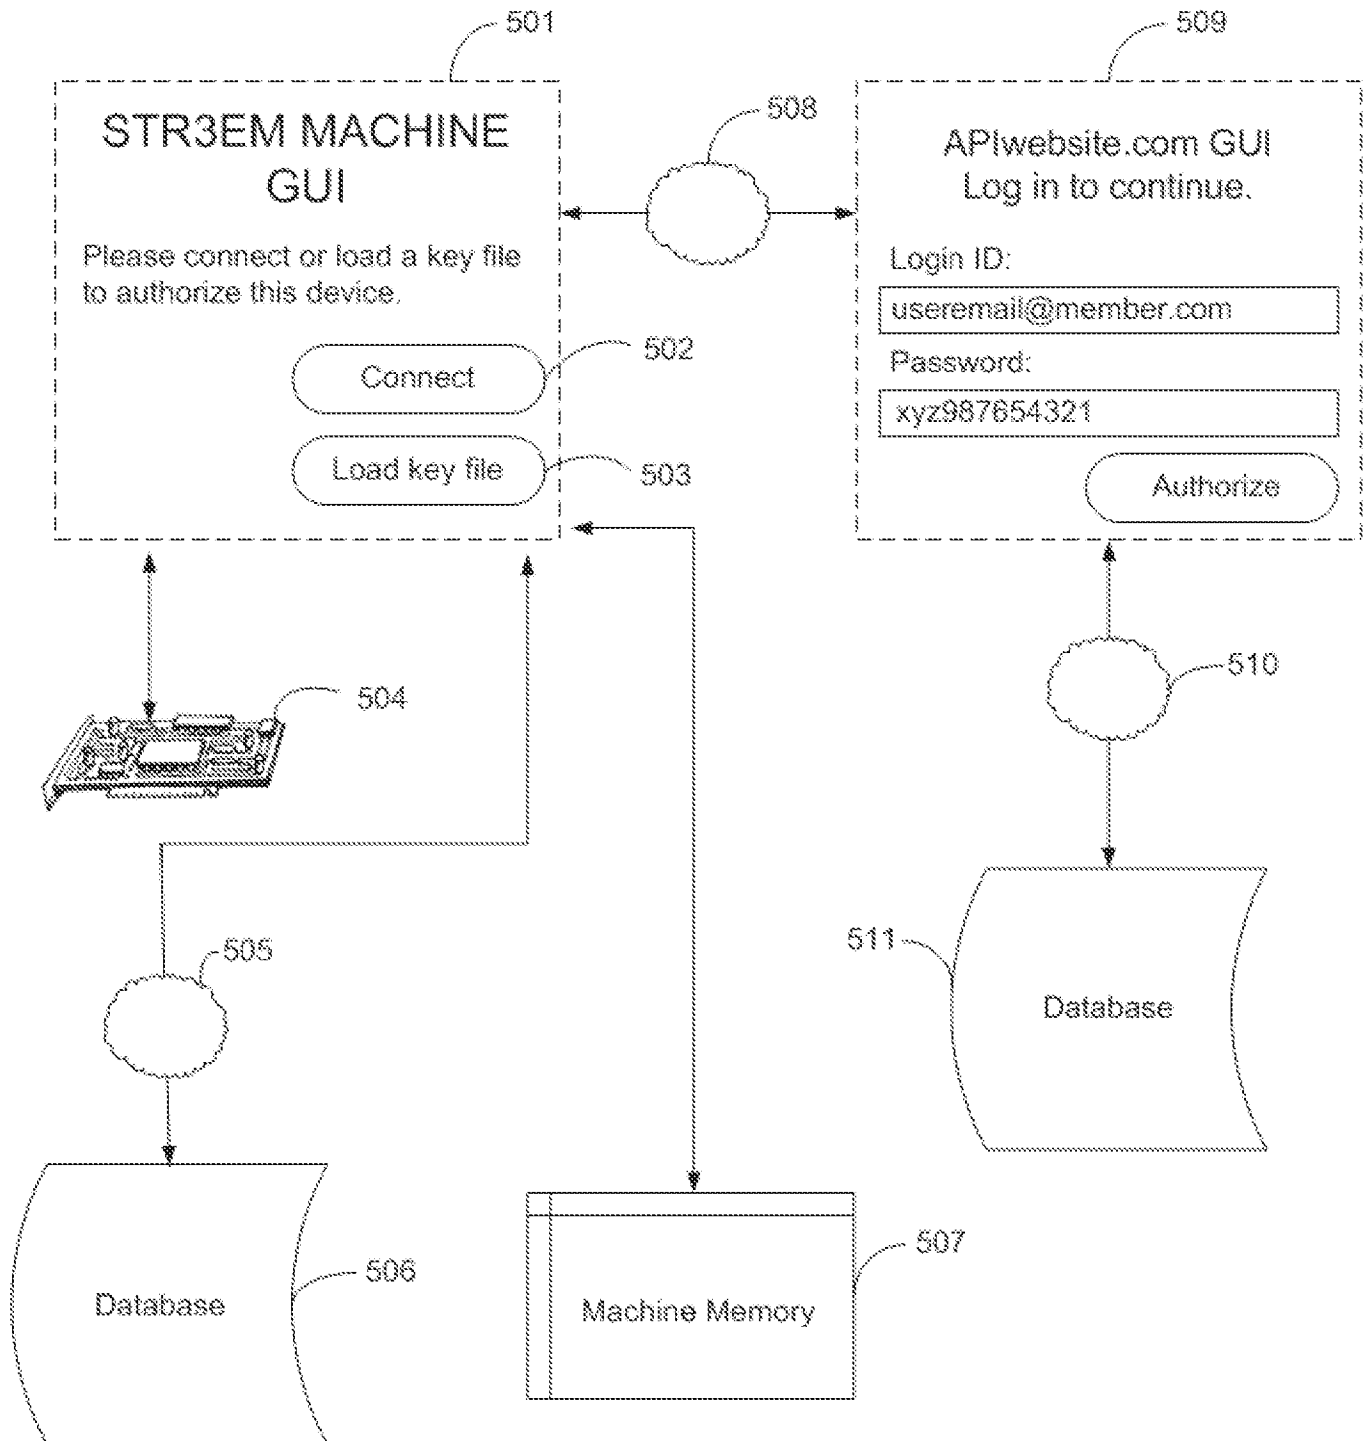 501
509
508
STR3EM MACHINE
GUI
Please connect or load a key file
to authorize this device.
Connect
502
Load key file
503
APIwebsite.com GUI
Log in to continue.
Login ID:
useremail@member.com
Password:
xyz987654321
Authorize
504
510
505
511
Database
506
Database
507
Machine Memory